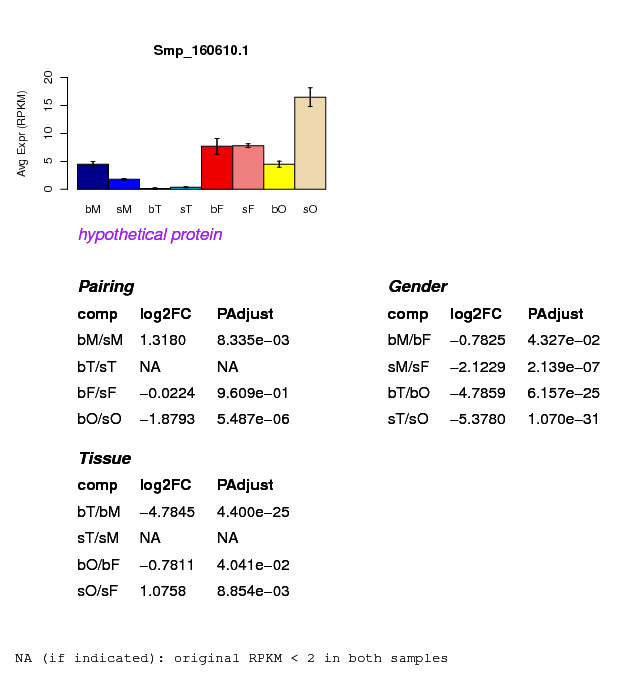 Smp_160610.1
Avg Expr (RPKM)
20
15
10
5
0
bM sM bT sT bF sF bO sO
hypothetical protein
Pairing
comp log2FC PAdjust
bM/sM 1.3180 8.335e−03
bT/sT NA NA
bF/sF −0.0224 9.609e−01
bO/sO −1.8793 5.487e−06
Gender
comp log2FC PAdjust
bM/bF −0.7825 4.327e−02
sM/sF −2.1229 2.139e−07
bT/bO −4.7859 6.157e−25
sT/sO −5.3780 1.070e−31
Tissue
comp log2FC PAdjust
bT/bM −4.7845 4.400e−25
sT/sM NA NA
bO/bF −0.7811 4.041e−02
sO/sF 1.0758 8.854e−03
NA (if indicated): original RPKM < 2 in both samples